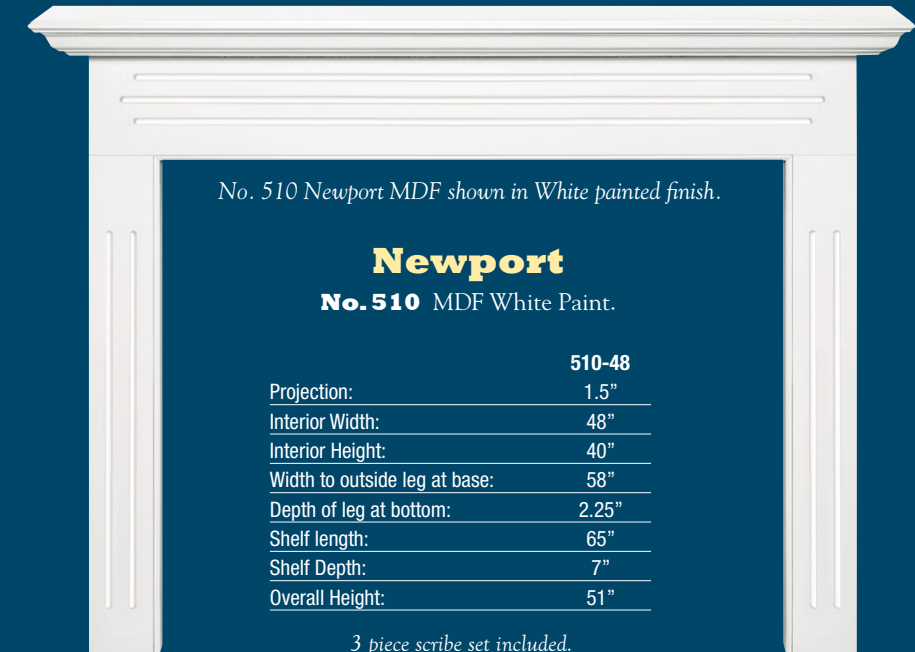 No. 510 Newport MDF shown in White painted finish.
Newport
No. 510 MDF White Paint.
510-48
Projection: 1.5”
Interior Width: 48”
Interior Height: 40”
Width to outside leg at base: 58”
Depth of leg at bottom: 2.25”
Shelf length: 65”
Shelf Depth: 7”
Overall Height: 51”
3 piece scribe set included.